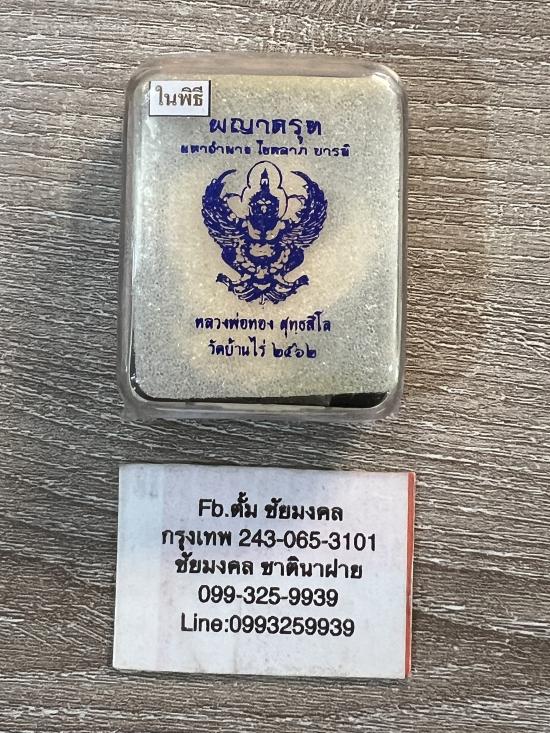 ในพิธี
พญาครุฑ
มหาอำนาจ โชคลาภ บารมี
หลวงพ่อทอง สุทธสีโล
วัดบ้านไร่ ๒๕๖๒
Fb.ตั้ม ชัยมงคล
กรุงเทพ 243-065-3101
ชัยมงคล ชาตินาฝาย
099-325-9939
Line:0993259939